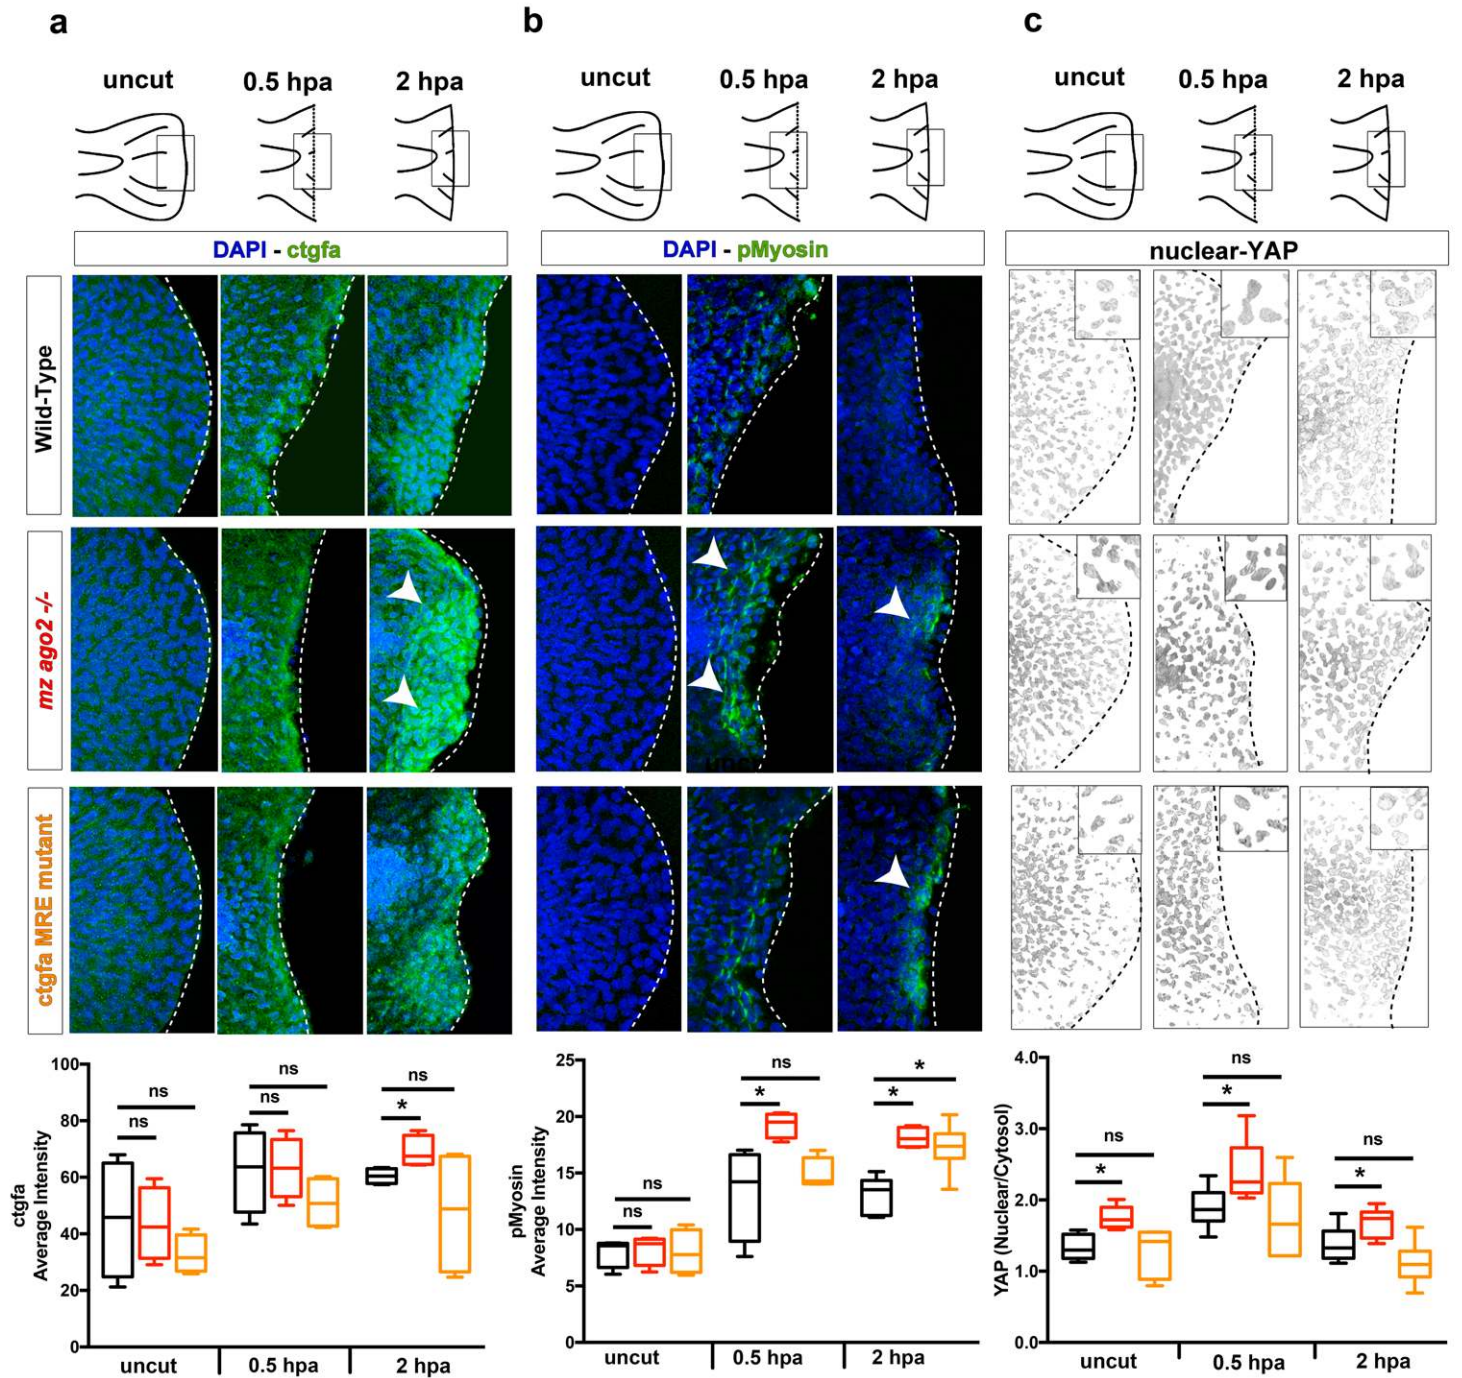 a
b
c
uncut 0.5 hpa 2 hpa
uncut 0.5 hpa 2 hpa
uncut 0.5 hpa 2 hpa
DAPI - ctgfa
DAPI - pMyosin
nuclear-YAP
Wild-Type
mz ago2 -/-
ctgfa MRE mutant
ctgfa
Average Intensity
100
80
60
40
20
0
ns
ns
ns
ns
ns
*
uncut 0.5 hpa 2 hpa
pMyosin
Average Intensity
25
20
15
10
5
0
ns
ns
ns
*
*
*
uncut 0.5 hpa 2 hpa
YAP (Nuclear/Cytosol)
4.0
3.0
2.0
1.0
0.0
ns
*
ns
*
ns
*
uncut 0.5 hpa 2 hpa